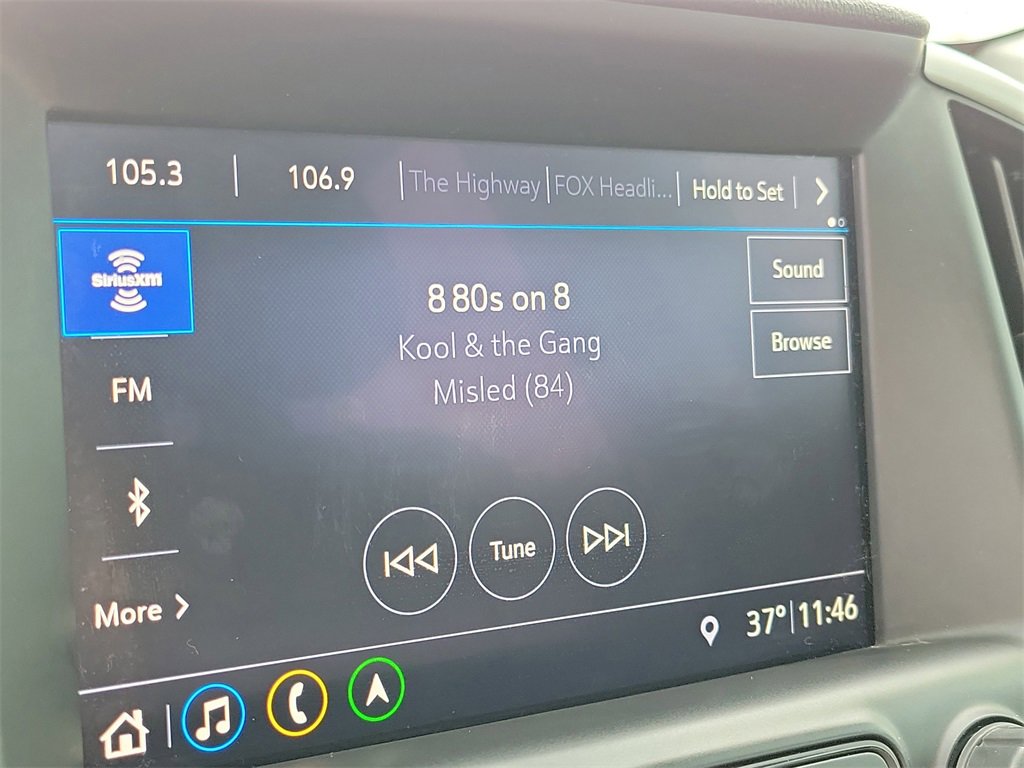 105.3 106.9 The Highway FOX Headli... Hold to Set
SiriusXM
8 80s on 8
Kool & the Gang
Misled (84)
Sound
Browse
FM
Tune
More
37° 11:46